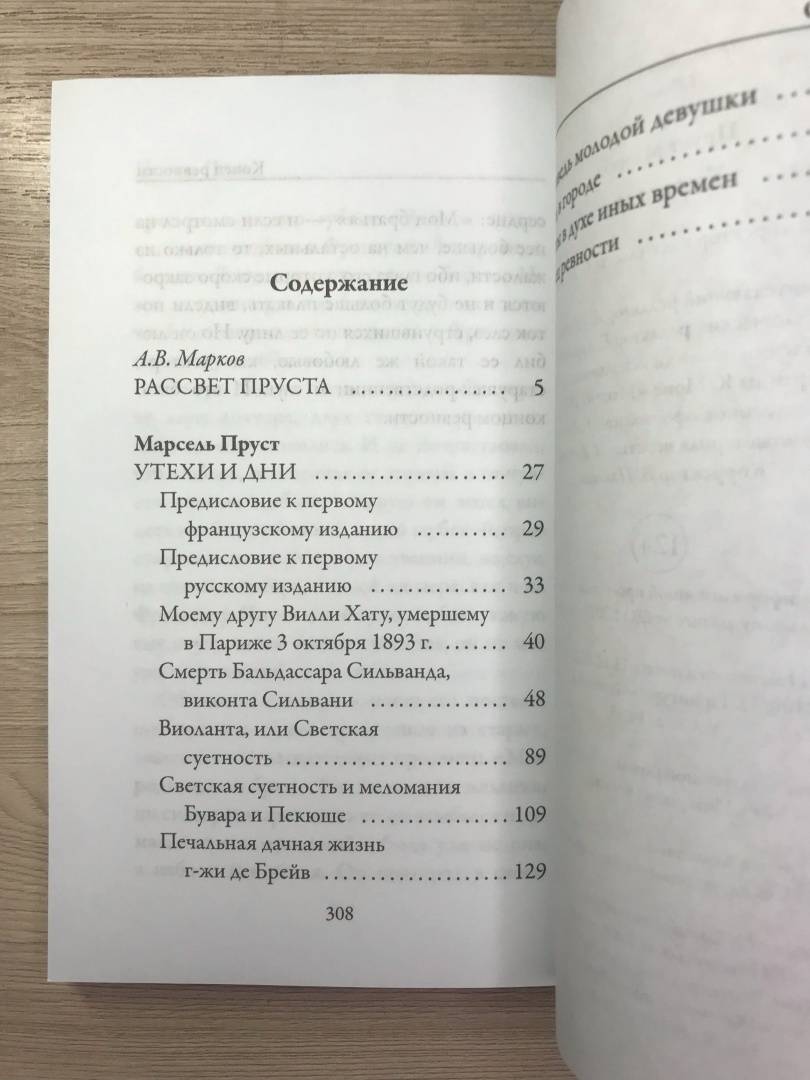 Содержание
А.В. Марков
РАССВЕТ ПРУСТА .................... 5
Марсель Пруст
УТЕХИ И ДНИ ......................... 27
Предисловие к первому
французскому изданию .......... 29
Предисловие к первому
русскому изданию ............... 33
Моему другу Вилли Хату, умершему
в Париже 3 октября 1893 г. ....... 40
Смерть Бальдассара Сильванда,
виконта Сильвани ................ 48
Виоланта, или Светская
суетность .......................... 89
Светская суетность и меломания
Бувара и Пекюше ................. 109
Печальная дачная жизнь
г-жи де Брейв ...................... 129
308
молодой девушки ....
городе .....
в духе иных времен ....
ревности ..........